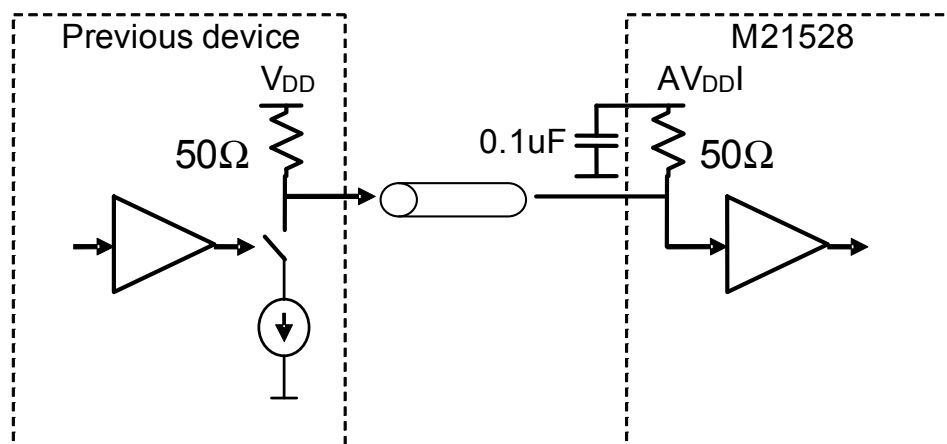 Previous device
M21528
VDD
AVDDI
50Ω
0.1uF
50Ω